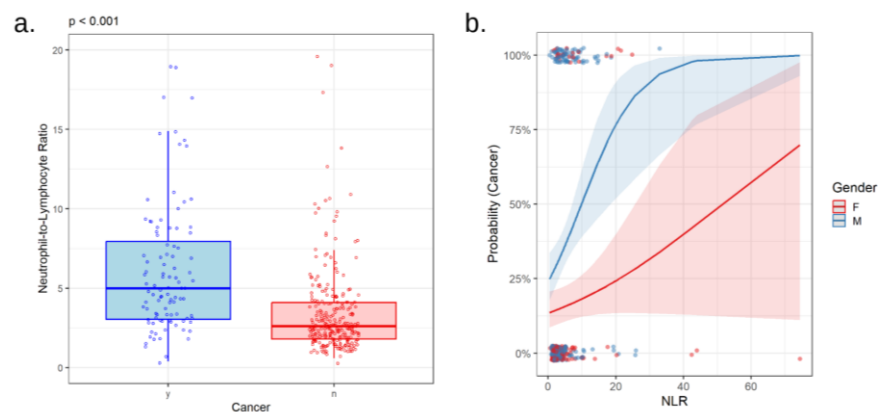 a.
p < 0.001
Neutrophil-to-Lymphocyte Ratio
20
15
10
5
0
y
n
Cancer
b.
Probability (Cancer)
100%
75%
50%
25%
0%
0
20
40
60
NLR
Gender
F
M